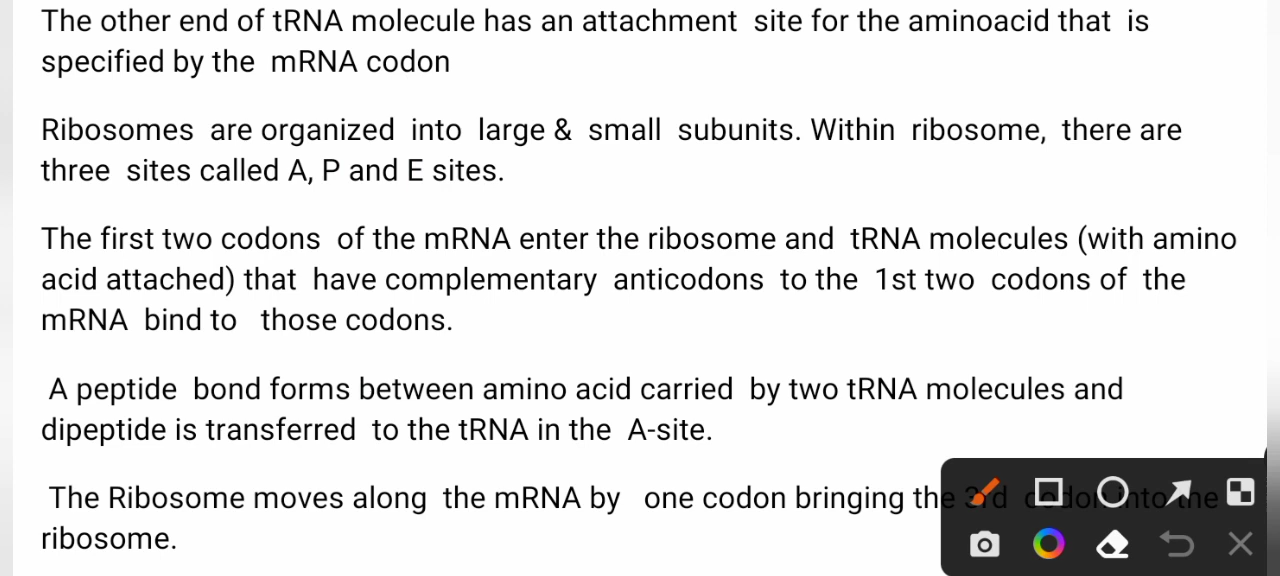 The other end of tRNA molecule has an attachment site for the aminoacid that is
specified by the mRNA codon
Ribosomes are organized into large & small subunits. Within ribosome, there are
three sites called A, P and E sites.
The first two codons of the mRNA enter the ribosome and tRNA molecules (with amino
acid attached) that have complementary anticodons to the 1st two codons of the
mRNA bind to those codons.
A peptide bond forms between amino acid carried by two tRNA molecules and
dipeptide is transferred to the tRNA in the A-site.
The Ribosome moves along the mRNA by one codon bringing the 3rd codon into the
ribosome.